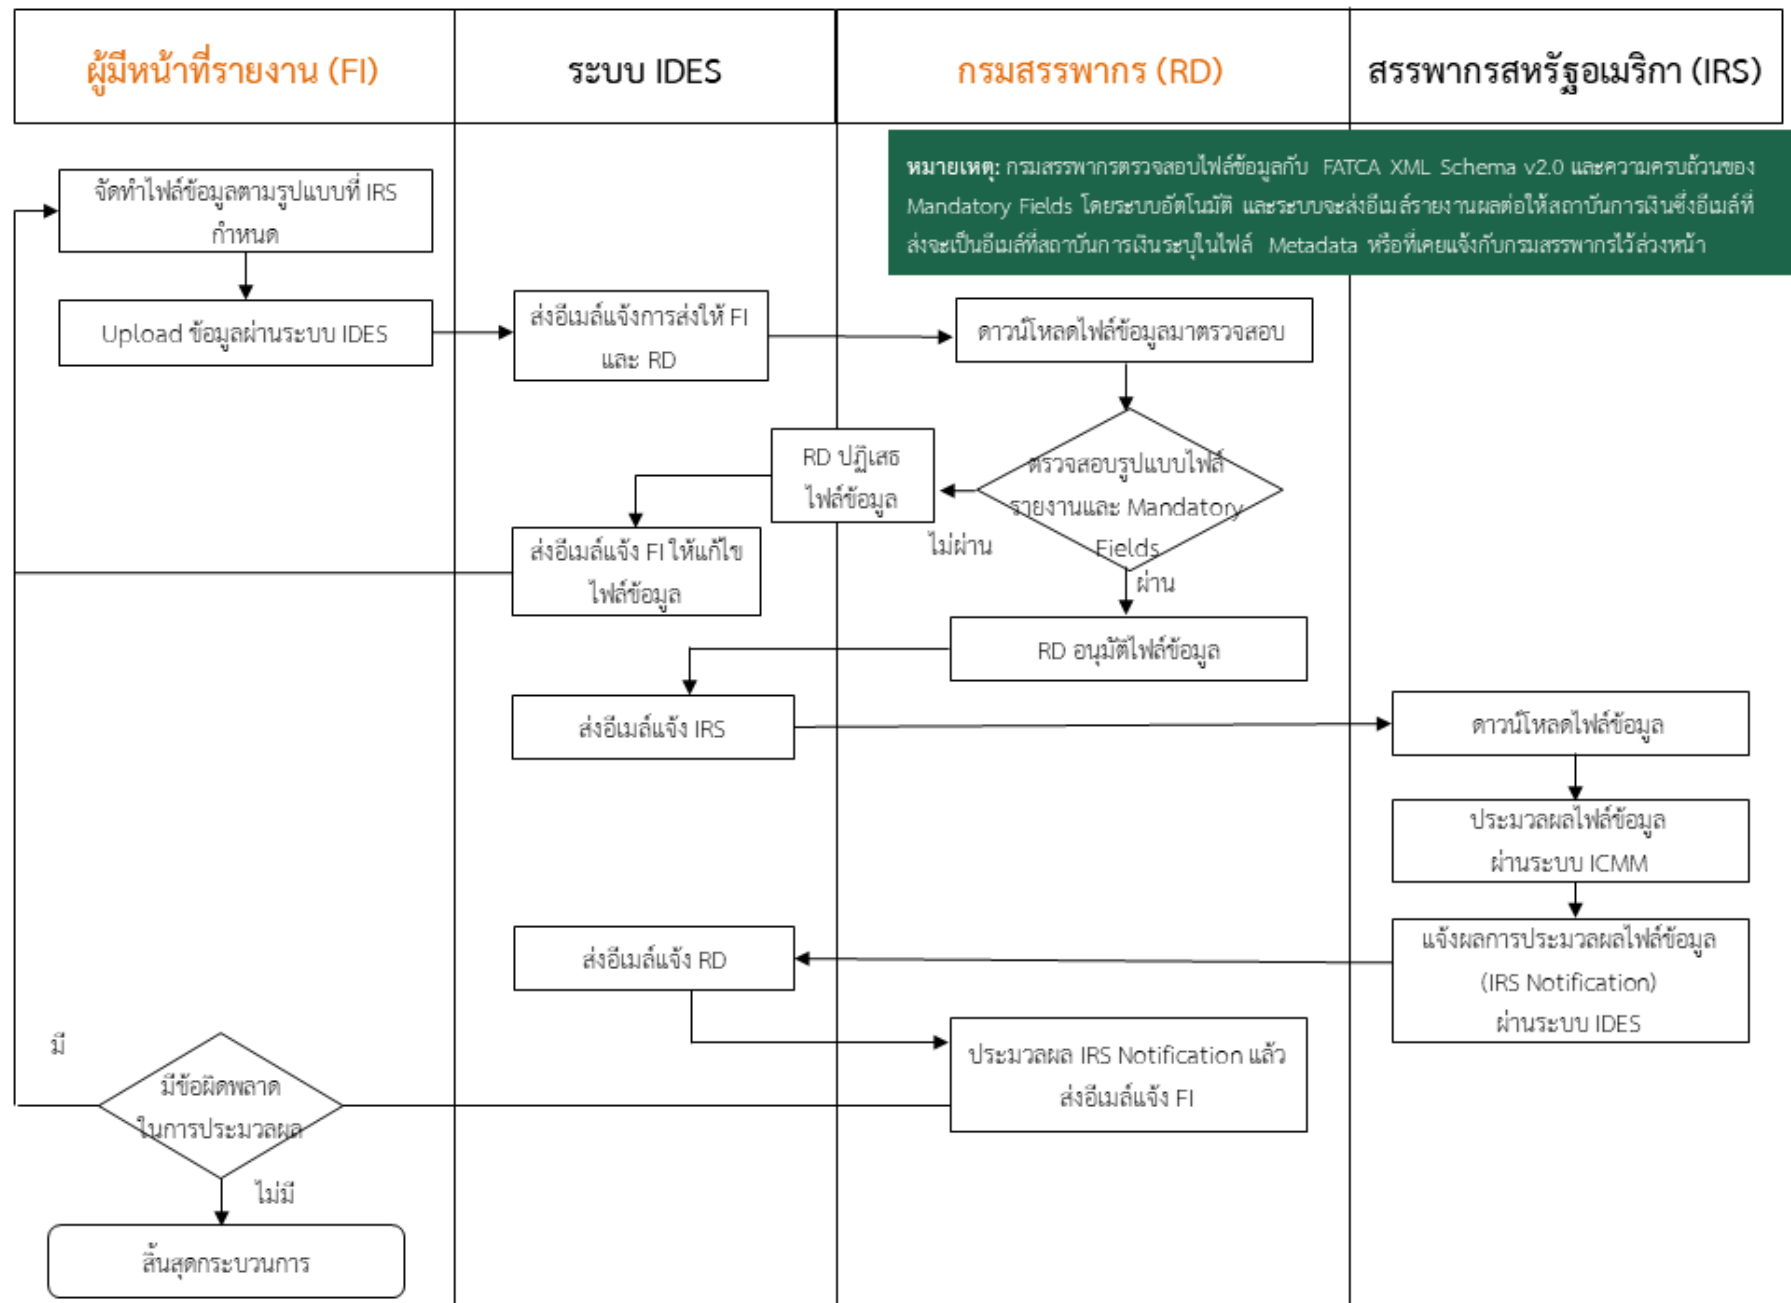 ผู้มีหน้าที่รายงาน (FI)
ระบบ IDES
กรมสรรพากร (RD)
สรรพากรสหรัฐอเมริกา (IRS)
หมายเหตุ: กรมสรรพากรตรวจสอบไฟล์ข้อมูลกับ FATCA XML Schema v2.0 และความครบถ้วนของ
Mandatory Fields โดยระบบอัตโนมัติ และระบบจะส่งอีเมล์รายงานผลต่อให้สถาบันการเงินซึ่งอีเมล์ที่
ส่งจะเป็นอีเมล์ที่สถาบันการเงินระบุในไฟล์ Metadata หรือที่เคยแจ้งกับกรมสรรพากรไว้ล่วงหน้า
จัดทำไฟล์ข้อมูลตามรูปแบบที่ IRS
กำหนด
Upload ข้อมูลผ่านระบบ IDES
ส่งอีเมล์แจ้งการส่งให้ FI
และ RD
ดาวน์โหลดไฟล์ข้อมูลมาตรวจสอบ
ตรวจสอบรูปแบบไฟล์
รายงานและ Mandatory
Fields
RD ปฏิเสธ
ไฟล์ข้อมูล
ไม่ผ่าน
ผ่าน
ส่งอีเมล์แจ้ง FI ให้แก้ไข
ไฟล์ข้อมูล
RD อนุมัติไฟล์ข้อมูล
ส่งอีเมล์แจ้ง IRS
ดาวน์โหลดไฟล์ข้อมูล
ประมวลผลไฟล์ข้อมูล
ผ่านระบบ ICMM
แจ้งผลการประมวลผลไฟล์ข้อมูล
(IRS Notification)
ผ่านระบบ IDES
ส่งอีเมล์แจ้ง RD
ประมวลผล IRS Notification แล้ว
ส่งอีเมล์แจ้ง FI
มี
มีข้อผิดพลาด
ในการประมวลผล
ไม่มี
สิ้นสุดกระบวนการ